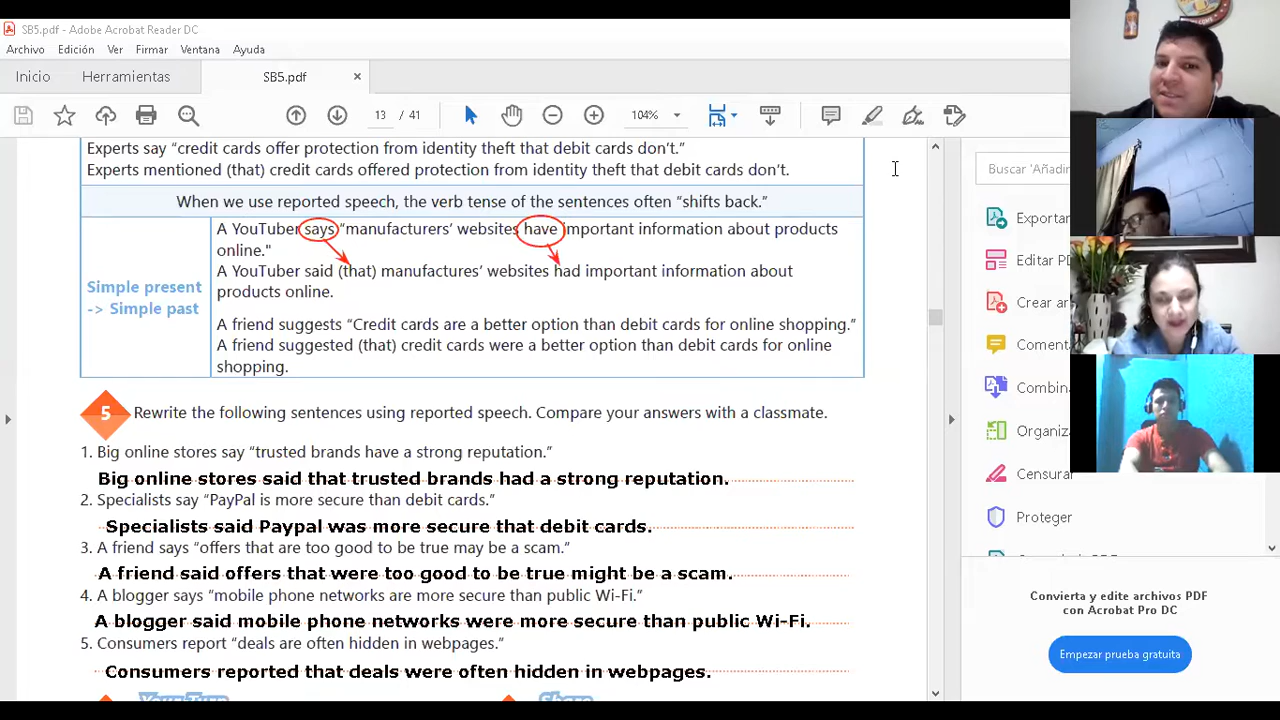 SB5.pdf - Adobe Acrobat Reader DC
Archivo Edición Ver Firmar Ventana Ayuda
Inicio Herramientas SB5.pdf ×
13 / 41 104%
Experts say “credit cards offer protection from identity theft that debit cards don’t.”
Experts mentioned (that) credit cards offered protection from identity theft that debit cards don’t.
When we use reported speech, the verb tense of the sentences often “shifts back.”
Simple present
-> Simple past
A YouTuber says “manufacturers’ websites have important information about products
online."
A YouTuber said (that) manufactures’ websites had important information about
products online.
A friend suggests “Credit cards are a better option than debit cards for online shopping.”
A friend suggested (that) credit cards were a better option than debit cards for online
shopping.
5 Rewrite the following sentences using reported speech. Compare your answers with a classmate.
1. Big online stores say “trusted brands have a strong reputation.”
Big online stores said that trusted brands had a strong reputation.
2. Specialists say “PayPal is more secure than debit cards.”
Specialists said Paypal was more secure that debit cards.
3. A friend says “offers that are too good to be true may be a scam.”
A friend said offers that were too good to be true might be a scam.
4. A blogger says “mobile phone networks are more secure than public Wi-Fi.”
A blogger said mobile phone networks were more secure than public Wi-Fi.
5. Consumers report “deals are often hidden in webpages.”
Consumers reported that deals were often hidden in webpages.
Your Turn Share
Buscar 'Añadi
Exportar
Editar PD
Crear ar
Coment
Combin
Organiz
Censurar
Proteger
Convierta y edite archivos PDF
con Acrobat Pro DC
Empezar prueba gratuita